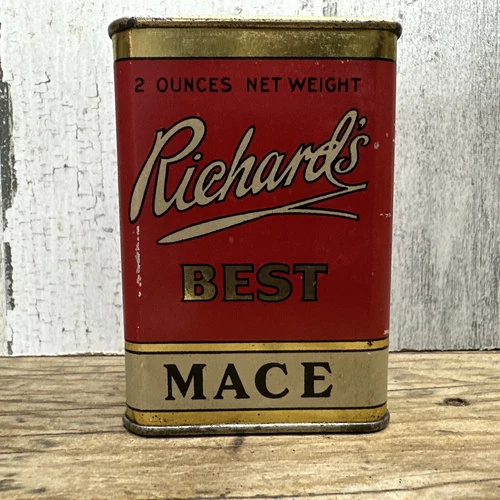 2 OUNCES NET WEIGHT
Richard's
BEST
MACE